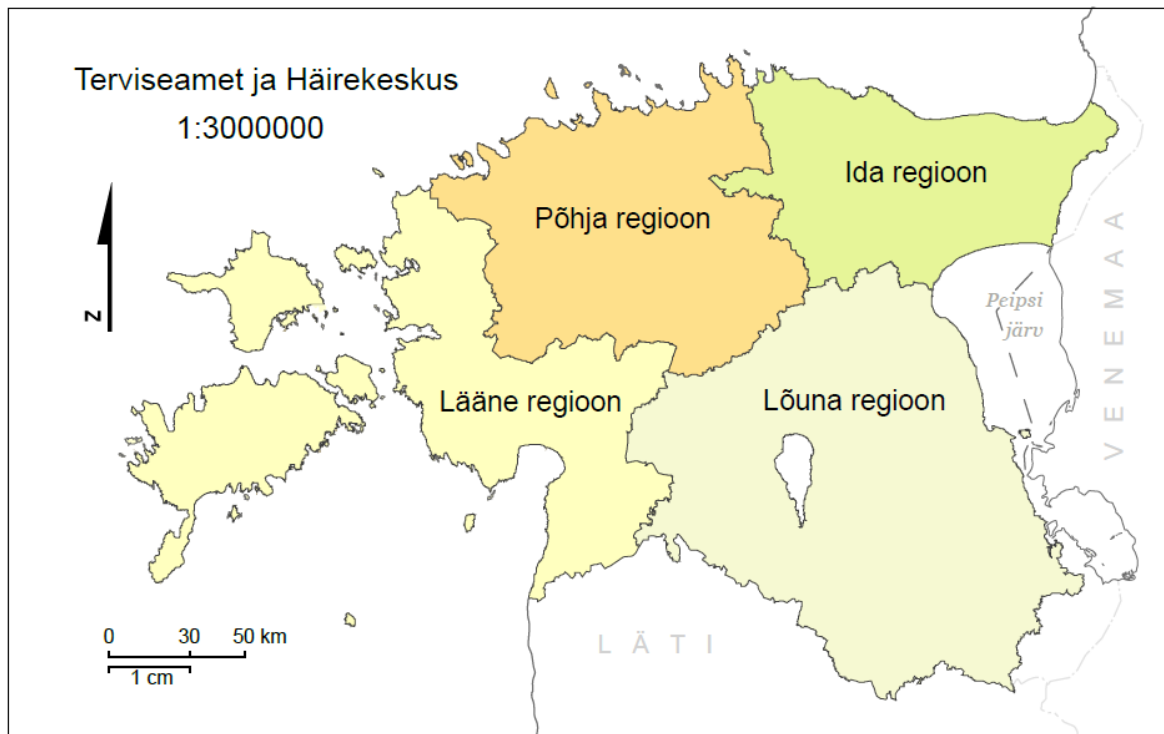 Terviseamet ja Häirekeskus
1:3000000
Ida regioon
Põhja regioon
N
Peipsi
järv
VENEMAA
Lääne regioon
Lõuna regioon
0 30 50 km
1 cm
LÄTI